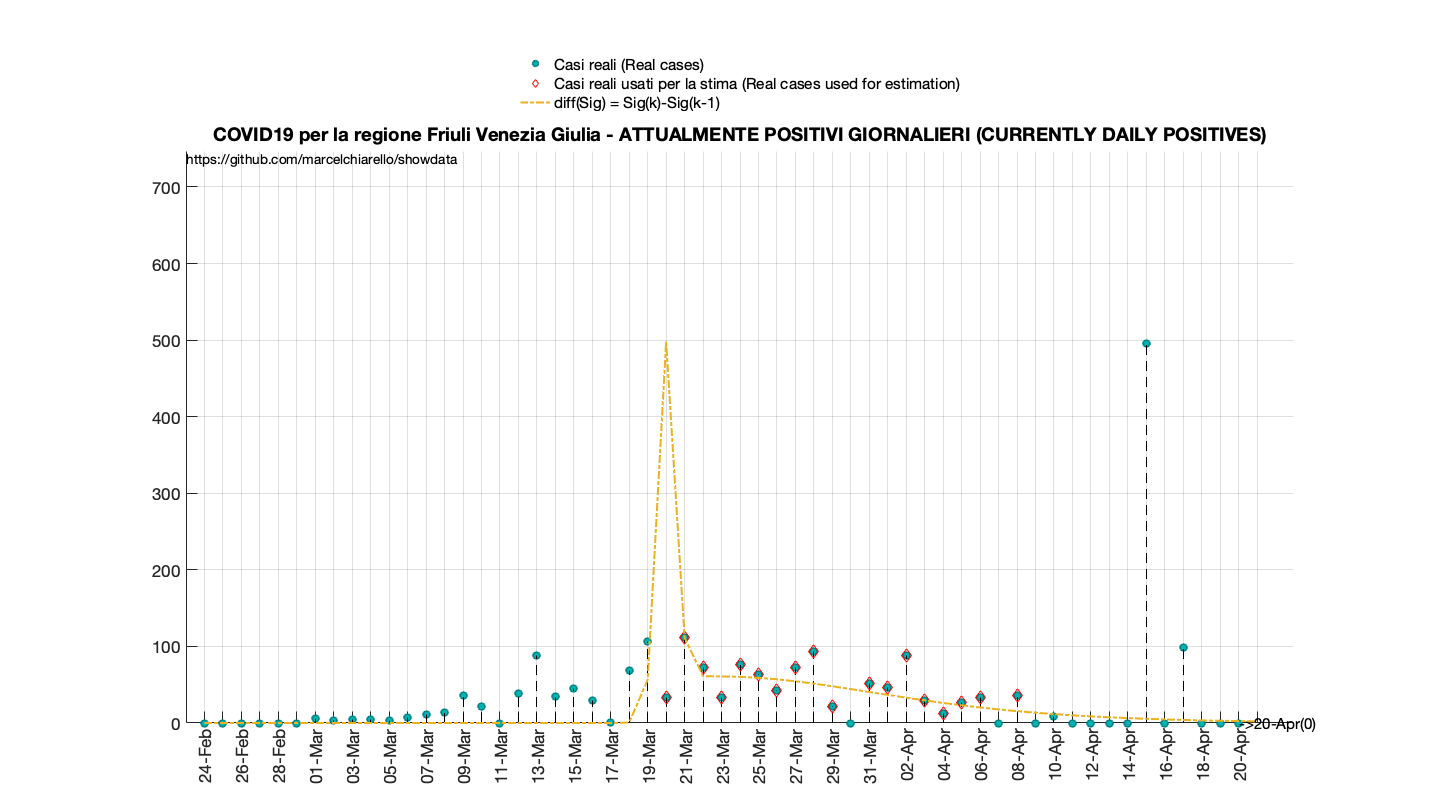 Casi reali (Real cases)
Casi reali usati per la stima (Real cases used for estimation)
diff(Sig) = Sig(k)-Sig(k-1)
COVID19 per la regione Friuli Venezia Giulia - ATTUALMENTE POSITIVI GIORNALIERI (CURRENTLY DAILY POSITIVES)
https://github.com/marcelchiarello/showdata
700
600
500
400
300
200
100
0
->20-Apr(0)
24-Feb
26-Feb
28-Feb
01-Mar
03-Mar
05-Mar
07-Mar
09-Mar
11-Mar
13-Mar
15-Mar
17-Mar
19-Mar
21-Mar
23-Mar
25-Mar
27-Mar
29-Mar
31-Mar
02-Apr
04-Apr
06-Apr
08-Apr
10-Apr
12-Apr
14-Apr
16-Apr
18-Apr
20-Apr